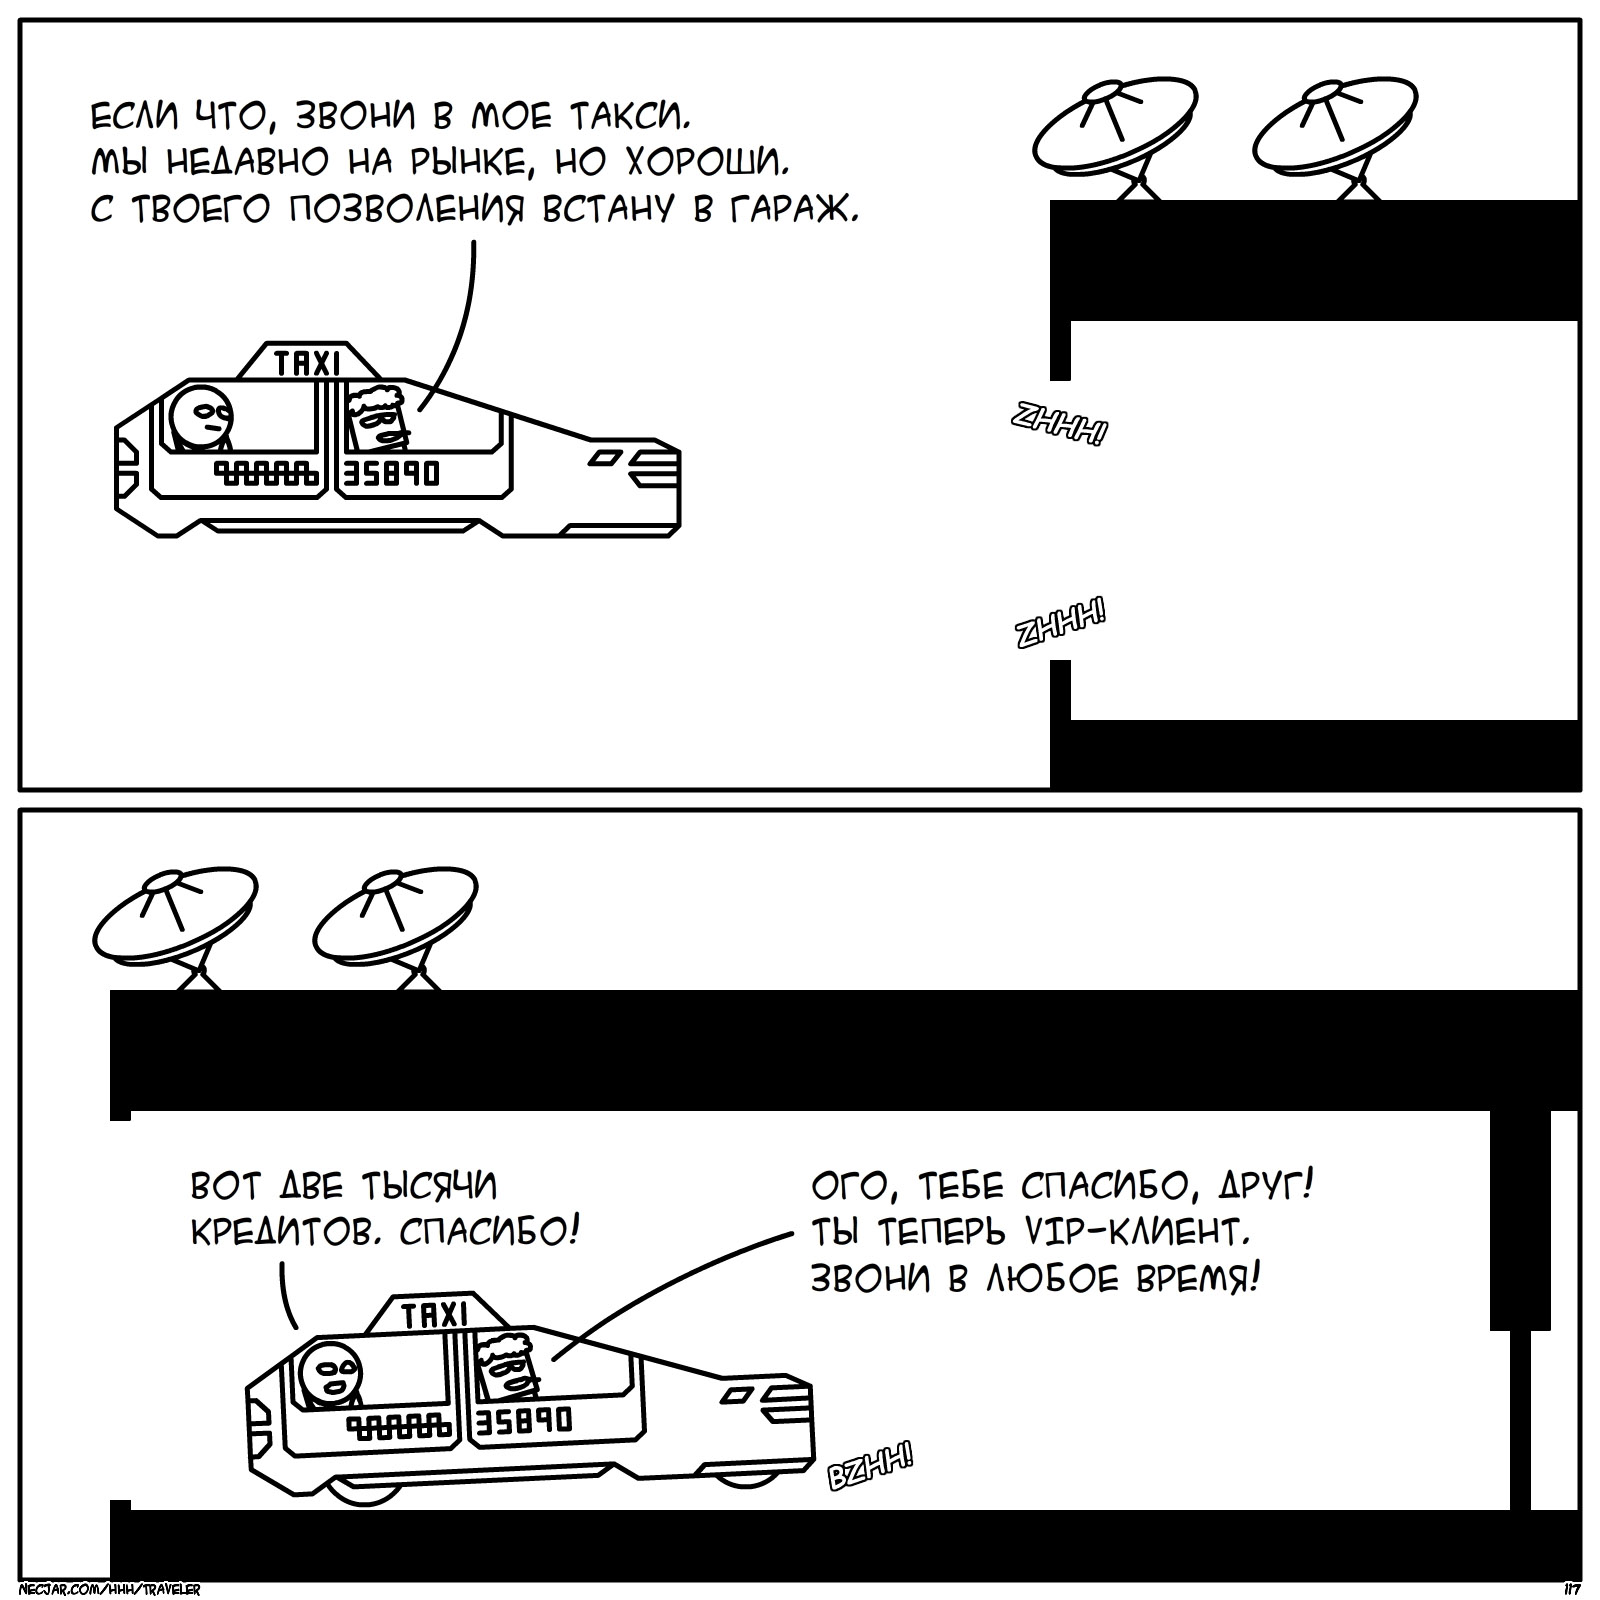 ЕСЛИ ЧТО, ЗВОНИ В МОЕ ТАКСИ.
МЫ НЕДАВНО НА РЫНКЕ, НО ХОРОШИ.
С ТВОЕГО ПОЗВОЛЕНИЯ ВСТАНУ В ГАРАЖ.
TAXI
35890
ZHHH!
ZHHH!
ВОТ ДВЕ ТЫСЯЧИ
КРЕДИТОВ. СПАСИБО!
ОГО, ТЕБЕ СПАСИБО, ДРУГ!
ТЫ ТЕПЕРЬ VIP-КЛИЕНТ.
ЗВОНИ В ЛЮБОЕ ВРЕМЯ!
TAXI
35890
BZHH!
NECJAR.COM/HHH/TRAVELER
117